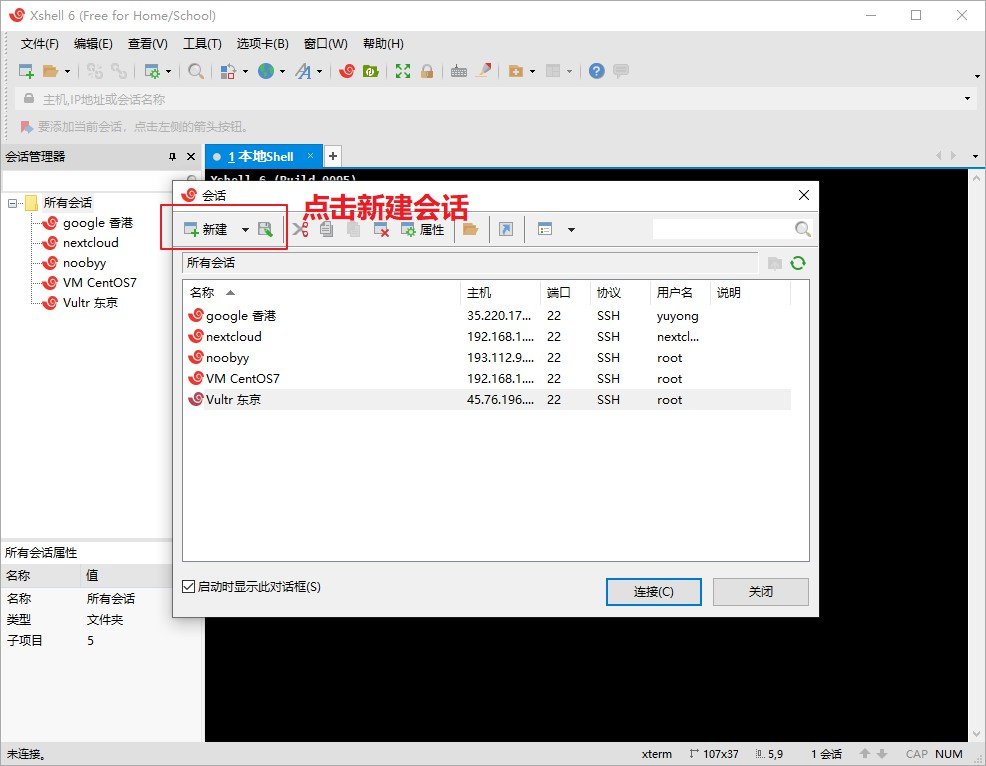 Xshell 6 (Free for Home/School)
文件(F) 编辑(E) 查看(V) 工具(T) 选项卡(B) 窗口(W) 帮助(H)
主机,IP地址或会话名称
要添加当前会话，点击左侧的箭头按钮。
会话管理器
1 本地Shell
Xshell 6 (Build 0095)
所有会话
google 香港
nextcloud
noobyy
VM CentOS7
Vultr 东京
会话
点击新建会话
新建 属性
所有会话
名称 主机 端口 协议 用户名 说明
google 香港 35.220.17... 22 SSH yuyong
nextcloud 192.168.1.... 22 SSH nextcl...
noobyy 193.112.9.... 22 SSH root
VM CentOS7 192.168.1.... 22 SSH root
Vultr 东京 45.76.196.... 22 SSH root
启动时显示此对话框(S)
连接(C) 关闭
所有会话属性
名称 值
名称 所有会话
类型 文件夹
子项目 5
未连接。 xterm 107x37 5,9 1 会话 CAP NUM